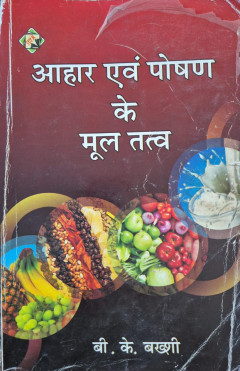 आहार एवं पोषण
के
मूल तत्व
बी. के. बख्शी